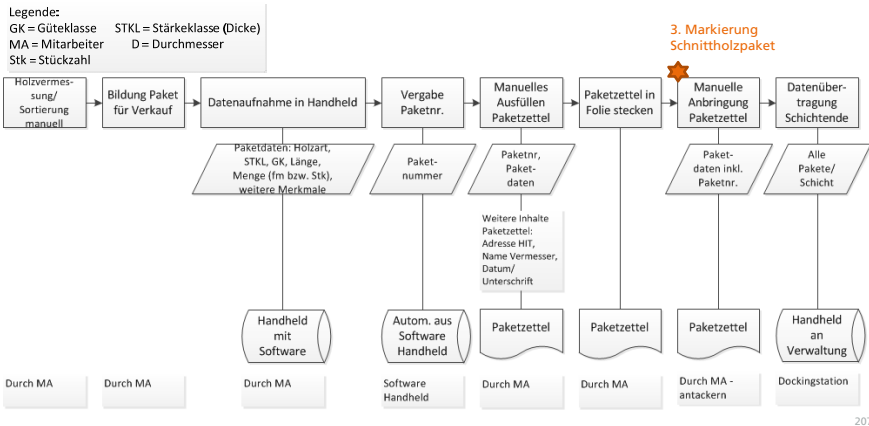 Legende:
GK = Güteklasse STKL = Stärkeklasse (Dicke)
MA = Mitarbeiter D = Durchmesser
Stk = Stückzahl
3. Markierung
Schnittholzpaket
Holzvermes-
sung/
Sortierung
manuell
Bildung Paket
für Verkauf
Datenaufnahme in Handheld
Vergabe
Paketnr.
Manuelles
Ausfüllen
Paketzettel
Paketzettel in
Folie stecken
Manuelle
Anbringung
Paketzettel
Datenüber-
tragung
Schichtende
Paketdaten: Holzart,
STKL, GK, Länge,
Menge (fm bzw. Stk),
weitere Merkmale
Paket-
nummer
Paketnr,
Paket-
daten
Paket-
daten inkl.
Paketnr.
Alle
Pakete/
Schicht
Weitere Inhalte
Paketzettel:
Adresse HIT,
Name Vermesser,
Datum/
Unterschrift
Handheld
mit
Software
Autom. aus
Software
Handheld
Paketzettel
Paketzettel
Paketzettel
Handheld
an
Verwaltung
Durch MA
Durch MA
Durch MA
Software
Handheld
Durch MA
Durch MA
Durch MA -
antackern
Dockingstation
207